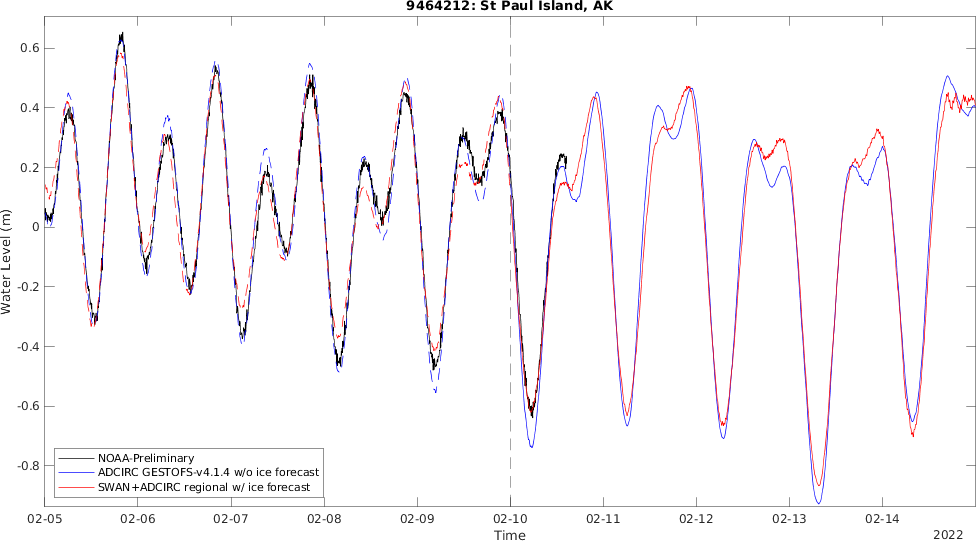 9464212: St Paul Island, AK
Water Level (m)
0.6
0.4
0.2
0
-0.2
-0.4
-0.6
-0.8
NOAA-Preliminary
ADCIRC GESTOFS-v4.1.4 w/o ice forecast
SWAN+ADCIRC regional w/ ice forecast
02-05 02-06 02-07 02-08 02-09 02-10 02-11 02-12 02-13 02-14
Time
2022